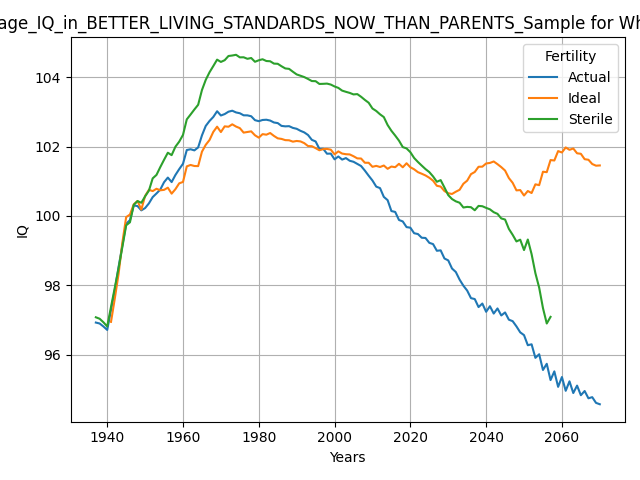 age_IQ_in_BETTER_LIVING_STANDARDS_NOW_THAN_PARENTS_Sample for Wh
Fertility
Actual
Ideal
Sterile
104
102
100
98
96
IQ
1940
1960
1980
2000
2020
2040
2060
Years